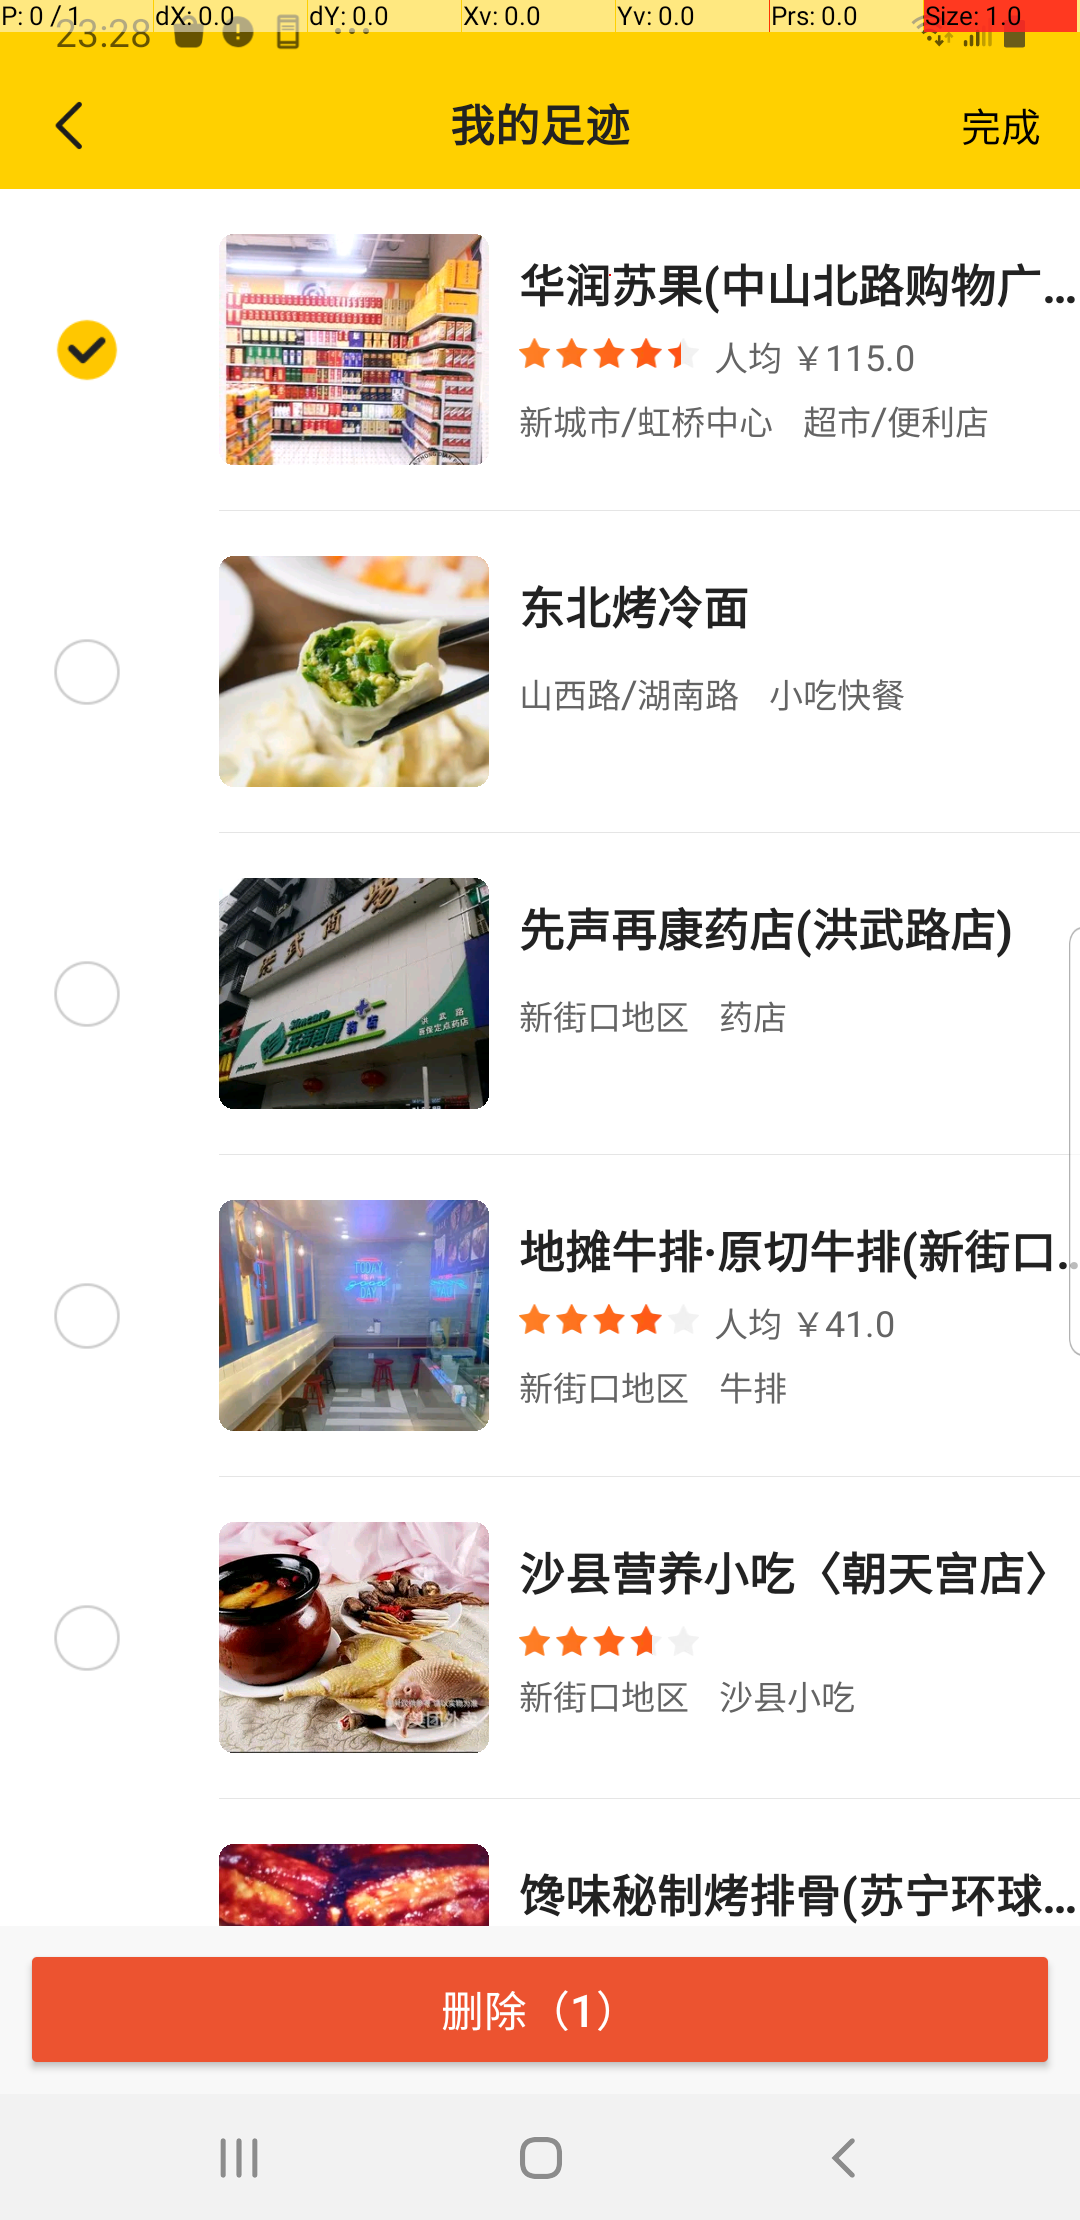 P: 0 / 1 dX: 0.0 dY: 0.0 Xv: 0.0 Yv: 0.0 Prs: 0.0 Size: 1.0
23:28
我的足迹 完成
华润苏果(中山北路购物广...
人均 ￥115.0
新城市/虹桥中心 超市/便利店
东北烤冷面
山西路/湖南路 小吃快餐
先声再康药店(洪武路店)
新街口地区 药店
地摊牛排·原切牛排(新街口...
人均 ￥41.0
新街口地区 牛排
TODAY
good
DAY
沙县营养小吃〈朝天宫店〉
新街口地区 沙县小吃
馋味秘制烤排骨(苏宁环球...
删除（1）